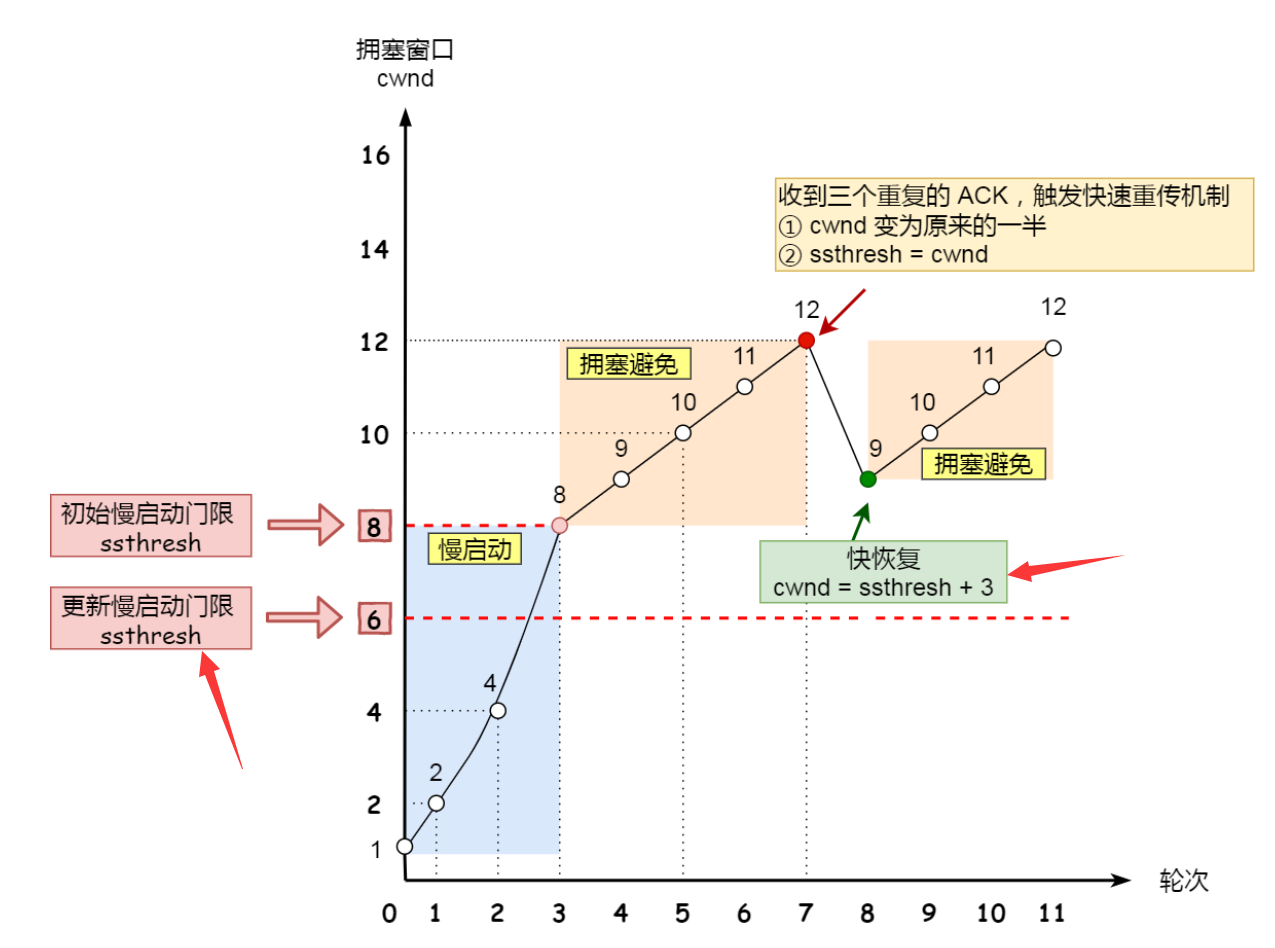 拥塞窗口
cwnd
16
14
12
10
8
6
4
2
1
收到三个重复的 ACK，触发快速重传机制
① cwnd 变为原来的一半
② ssthresh = cwnd
12
12
拥塞避免
11
11
10
10
9
9
拥塞避免
8
初始慢启动门限
ssthresh
慢启动
快恢复
cwnd = ssthresh + 3
更新慢启动门限
ssthresh
4
2
轮次
0 1 2 3 4 5 6 7 8 9 10 11